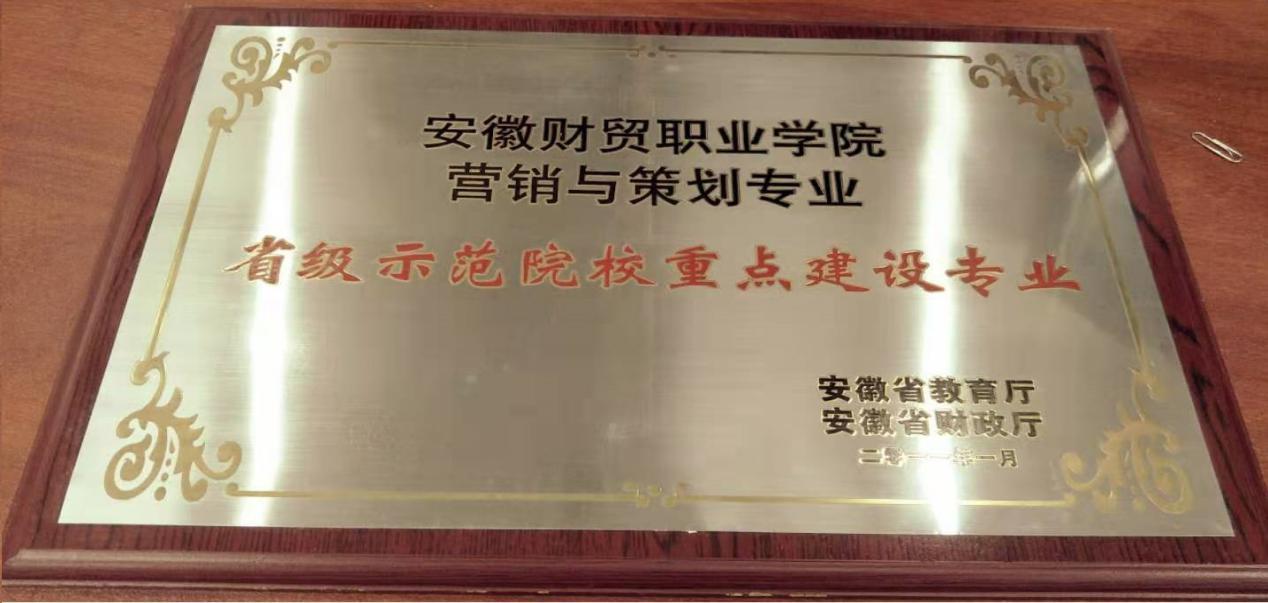 安徽财贸职业学院
营销与策划专业
省级示范院校重点建设专业
安徽省教育厅
安徽省财政厅
二零一一年一月